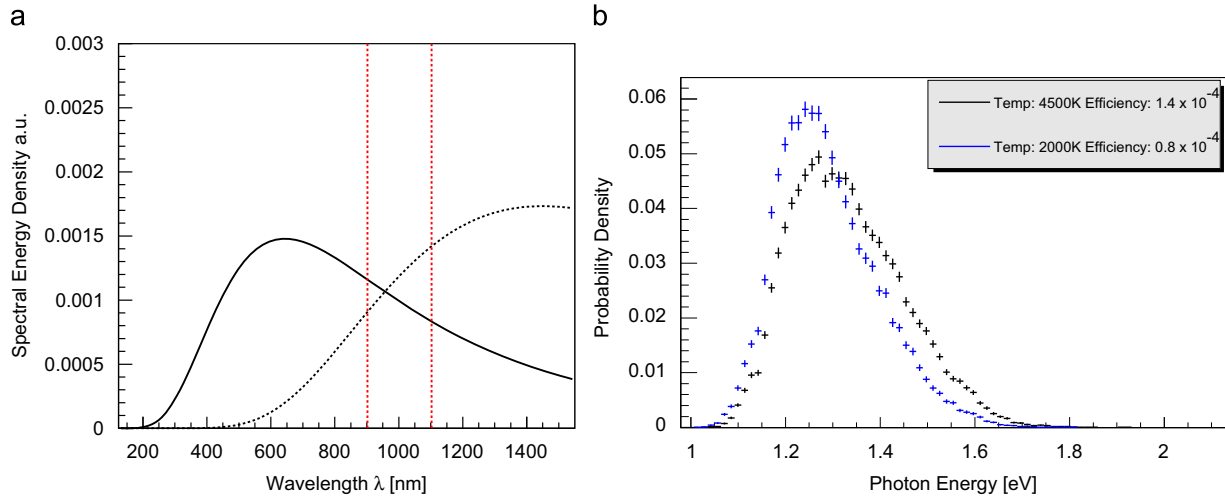 a
Spectral Energy Density a.u.
0.003
0.0025
0.002
0.0015
0.001
0.0005
0
200 400 600 800 1000 1200 1400
Wavelength λ [nm]
b
Probability Density
0.06
0.05
0.04
0.03
0.02
0.01
0
1 1.2 1.4 1.6 1.8 2
Photon Energy [eV]
Temp: 4500K Efficiency: 1.4 x 10⁻⁴
Temp: 2000K Efficiency: 0.8 x 10⁻⁴